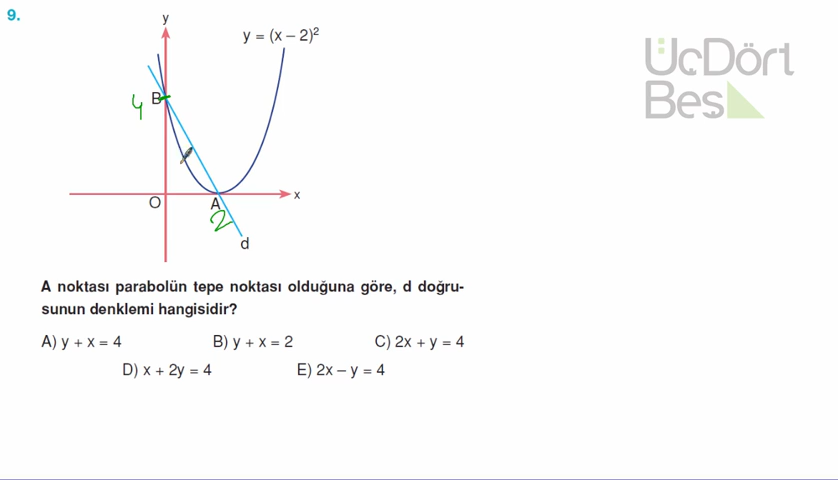 9.
y
y = (x – 2)²
ÜçDört
Beş
4
B
O
A
x
2
d
A noktası parabolün tepe noktası olduğuna göre, d doğru-
sunun denklemi hangisidir?
A) y + x = 4 B) y + x = 2 C) 2x + y = 4
D) x + 2y = 4 E) 2x – y = 4